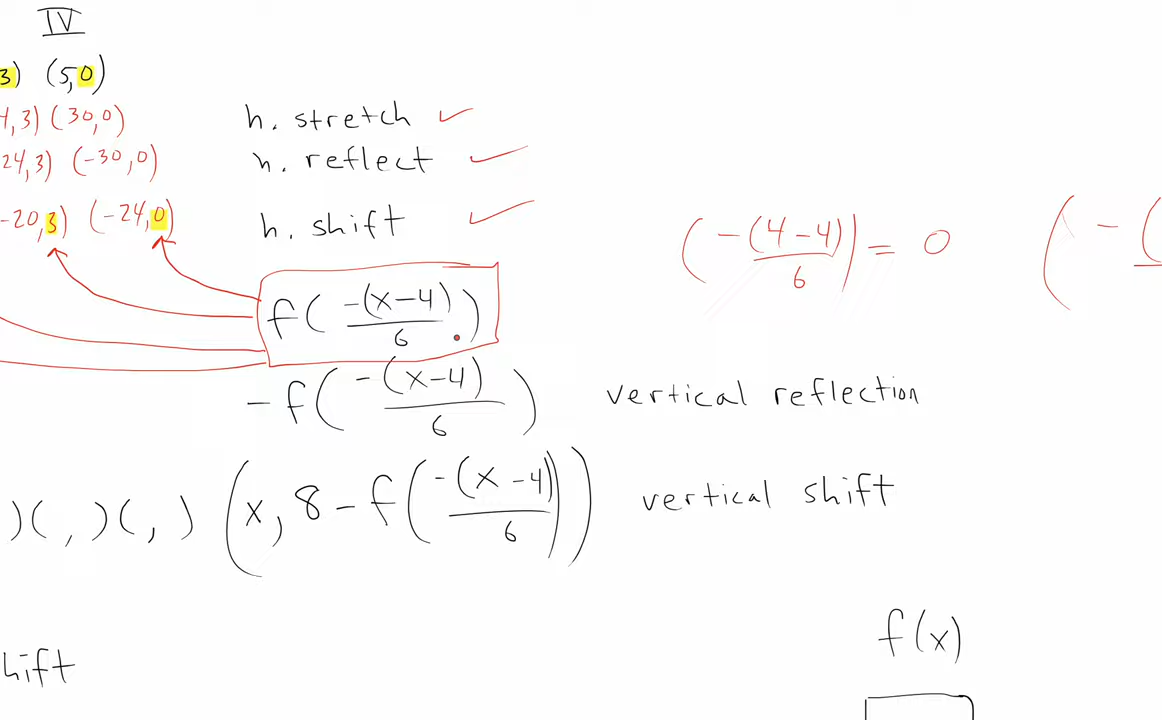 IV
3) (5,0)
4,3) (30,0) h. stretch ✓
24,3) (-30,0) h. reflect ✓
-20,3) (-24,0) h. shift ✓
(-(4-4)/6) = 0 (-(
f(-(x-4)/6)
-f(-(x-4)/6) vertical reflection
)( , )( , ) (x, 8-f(-(x-4)/6)) vertical shift
f(x)
hift